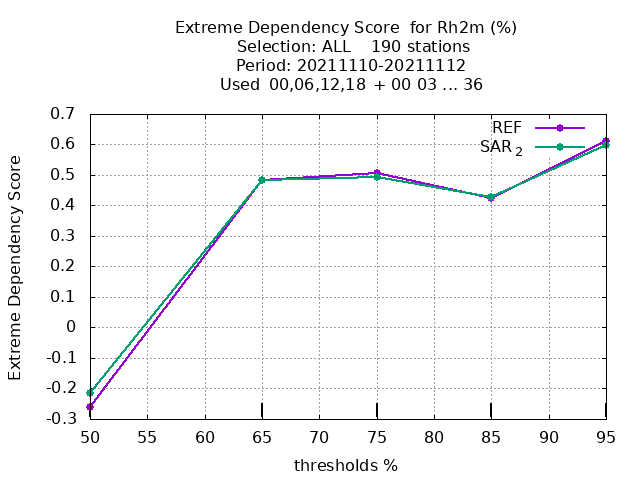 Extreme Dependency Score  for Rh2m (%)
Selection: ALL    190 stations
Period: 20211110-20211112
Used  00,06,12,18  + 00 03 ... 36
REF
SAR 2
0.7
0.6
0.5
0.4
0.3
0.2
0.1
0
-0.1
-0.2
-0.3
Extreme Dependency Score
50 55 60 65 70 75 80 85 90 95
thresholds %